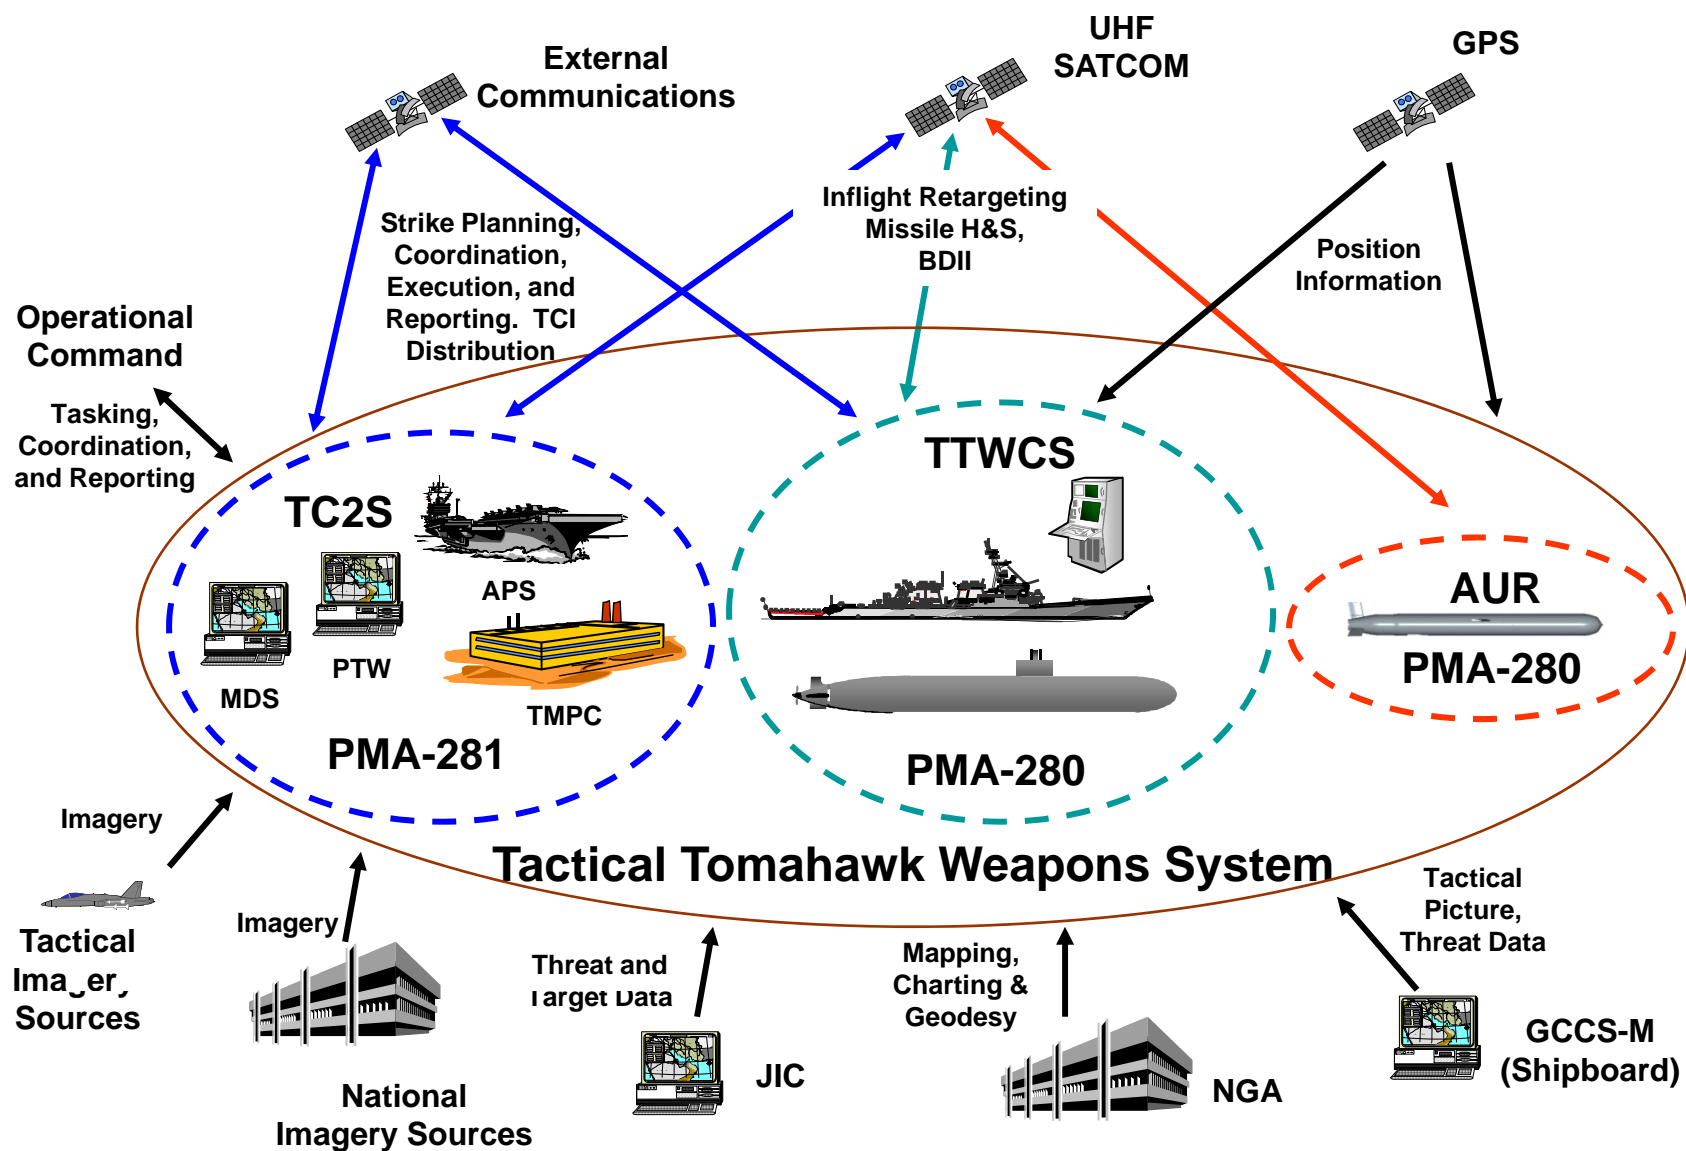 External
Communications
UHF
SATCOM
GPS
Strike Planning,
Coordination,
Execution, and
Reporting.  TCI
Distribution
Inflight Retargeting
Missile H&S,
BDII
Position
Information
Operational
Command
Tasking,
Coordination,
and Reporting
TC2S
APS
PTW
MDS
TMPC
PMA-281
TTWCS
PMA-280
AUR
PMA-280
Tactical Tomahawk Weapons System
Imagery
Tactical
Imagery
Sources
Imagery
National
Imagery Sources
Threat and
Target Data
JIC
Mapping,
Charting &
Geodesy
NGA
Tactical
Picture,
Threat Data
GCCS-M
(Shipboard)